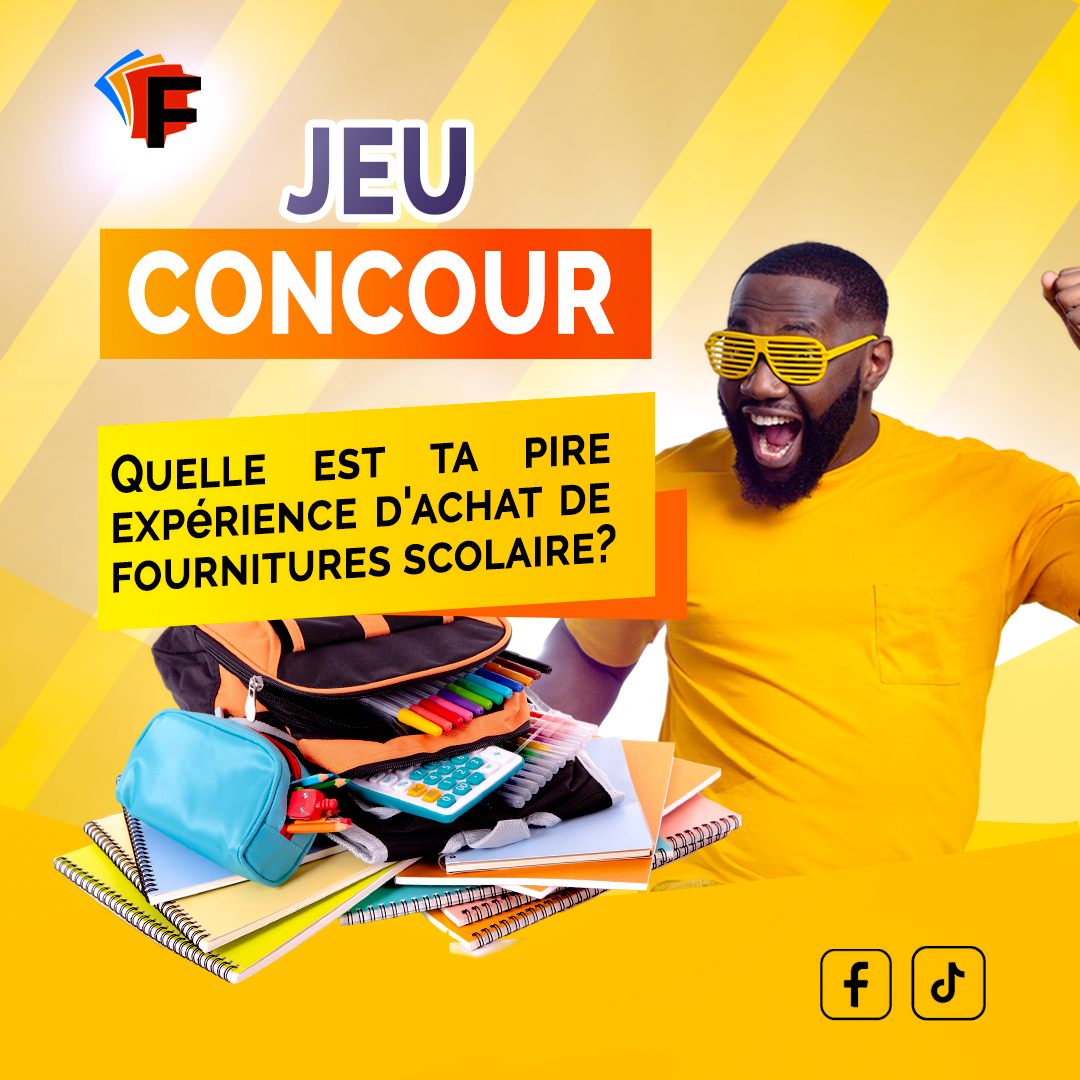 F
JEU
CONCOUR
QUELLE EST TA PIRE
EXPéRIENCE D'ACHAT DE
FOURNITURES SCOLAIRE?